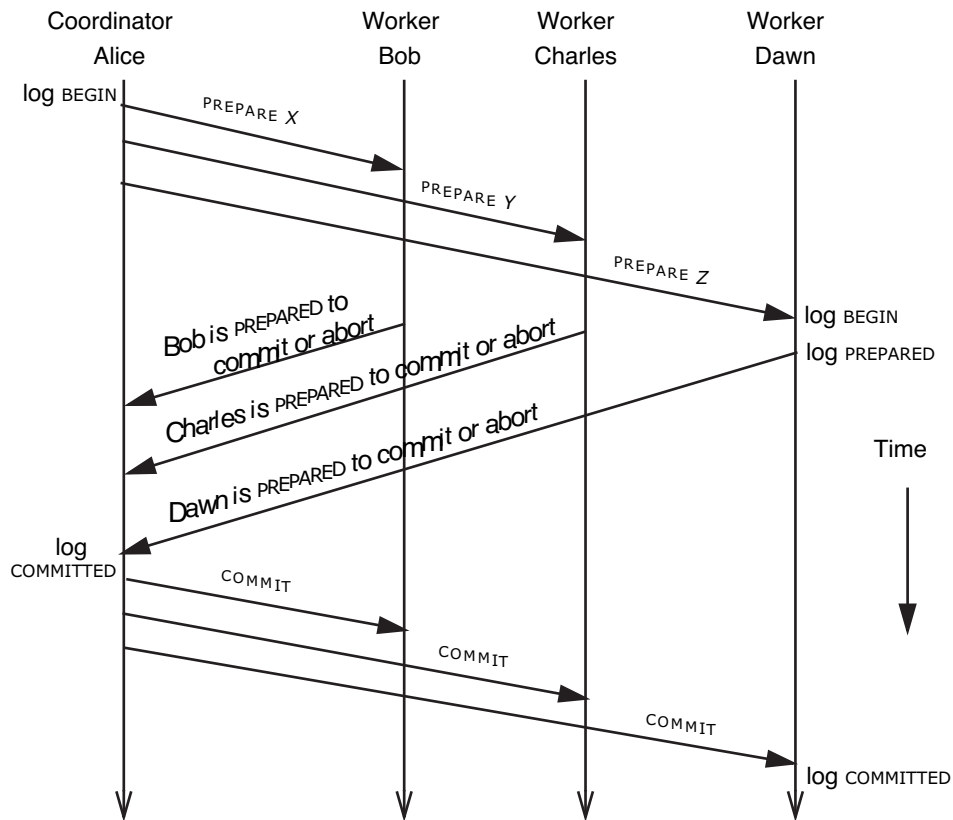 Coordinator Worker Worker Worker
Alice Bob Charles Dawn
log BEGIN
PREPARE X
PREPARE Y
PREPARE Z
log BEGIN
Bob is PREPARED to
commit or abort
log PREPARED
Charles is PREPARED to commit or abort
Dawn is PREPARED to commit or abort
Time
log
COMMITTED
COMMIT
COMMIT
COMMIT
log COMMITTED